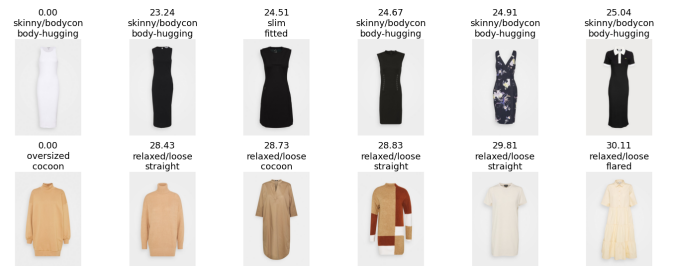 0.00
skinny/bodycon
body-hugging
23.24
skinny/bodycon
body-hugging
24.51
slim
fitted
24.67
skinny/bodycon
body-hugging
24.91
skinny/bodycon
body-hugging
25.04
skinny/bodycon
body-hugging
0.00
oversized
cocoon
28.43
relaxed/loose
straight
28.73
relaxed/loose
cocoon
28.83
relaxed/loose
straight
29.81
relaxed/loose
straight
30.11
relaxed/loose
flared